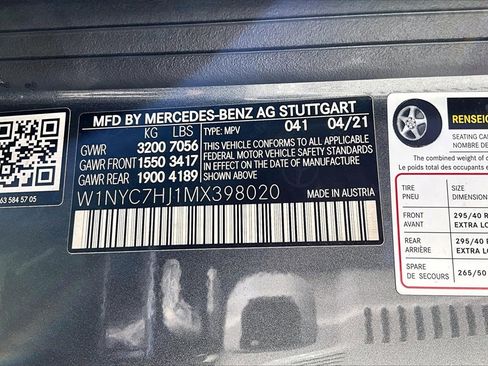 MFD BY MERCEDES-BENZ AG STUTTGART
KG LBS TYPE: MPV 041 04/21
GVWR 3200 7056 THIS VEHICLE CONFORMS TO ALL APPLICABLE
GAWR FRONT 1550 3417 FEDERAL MOTOR VEHICLE SAFETY STANDARDS
GAWR REAR 1900 4189 IN EFFECT ON THE DATE OF MANUFACTURE
SHOWN ABOVE
W1NYC7HJ1MX398020 MADE IN AUSTRIA
63 584 57 05
RENSEIGN
SEATING CA
NOMBRE DE
The combined weight of
Le poids total des occupants
TIRE SIZE
PNEU DIMENSION
FRONT 295/40 R
AVANT EXTRA LO
REAR 295/40 R
ARRIÈRE EXTRA LO
SPARE 265/50
DE SECOURS